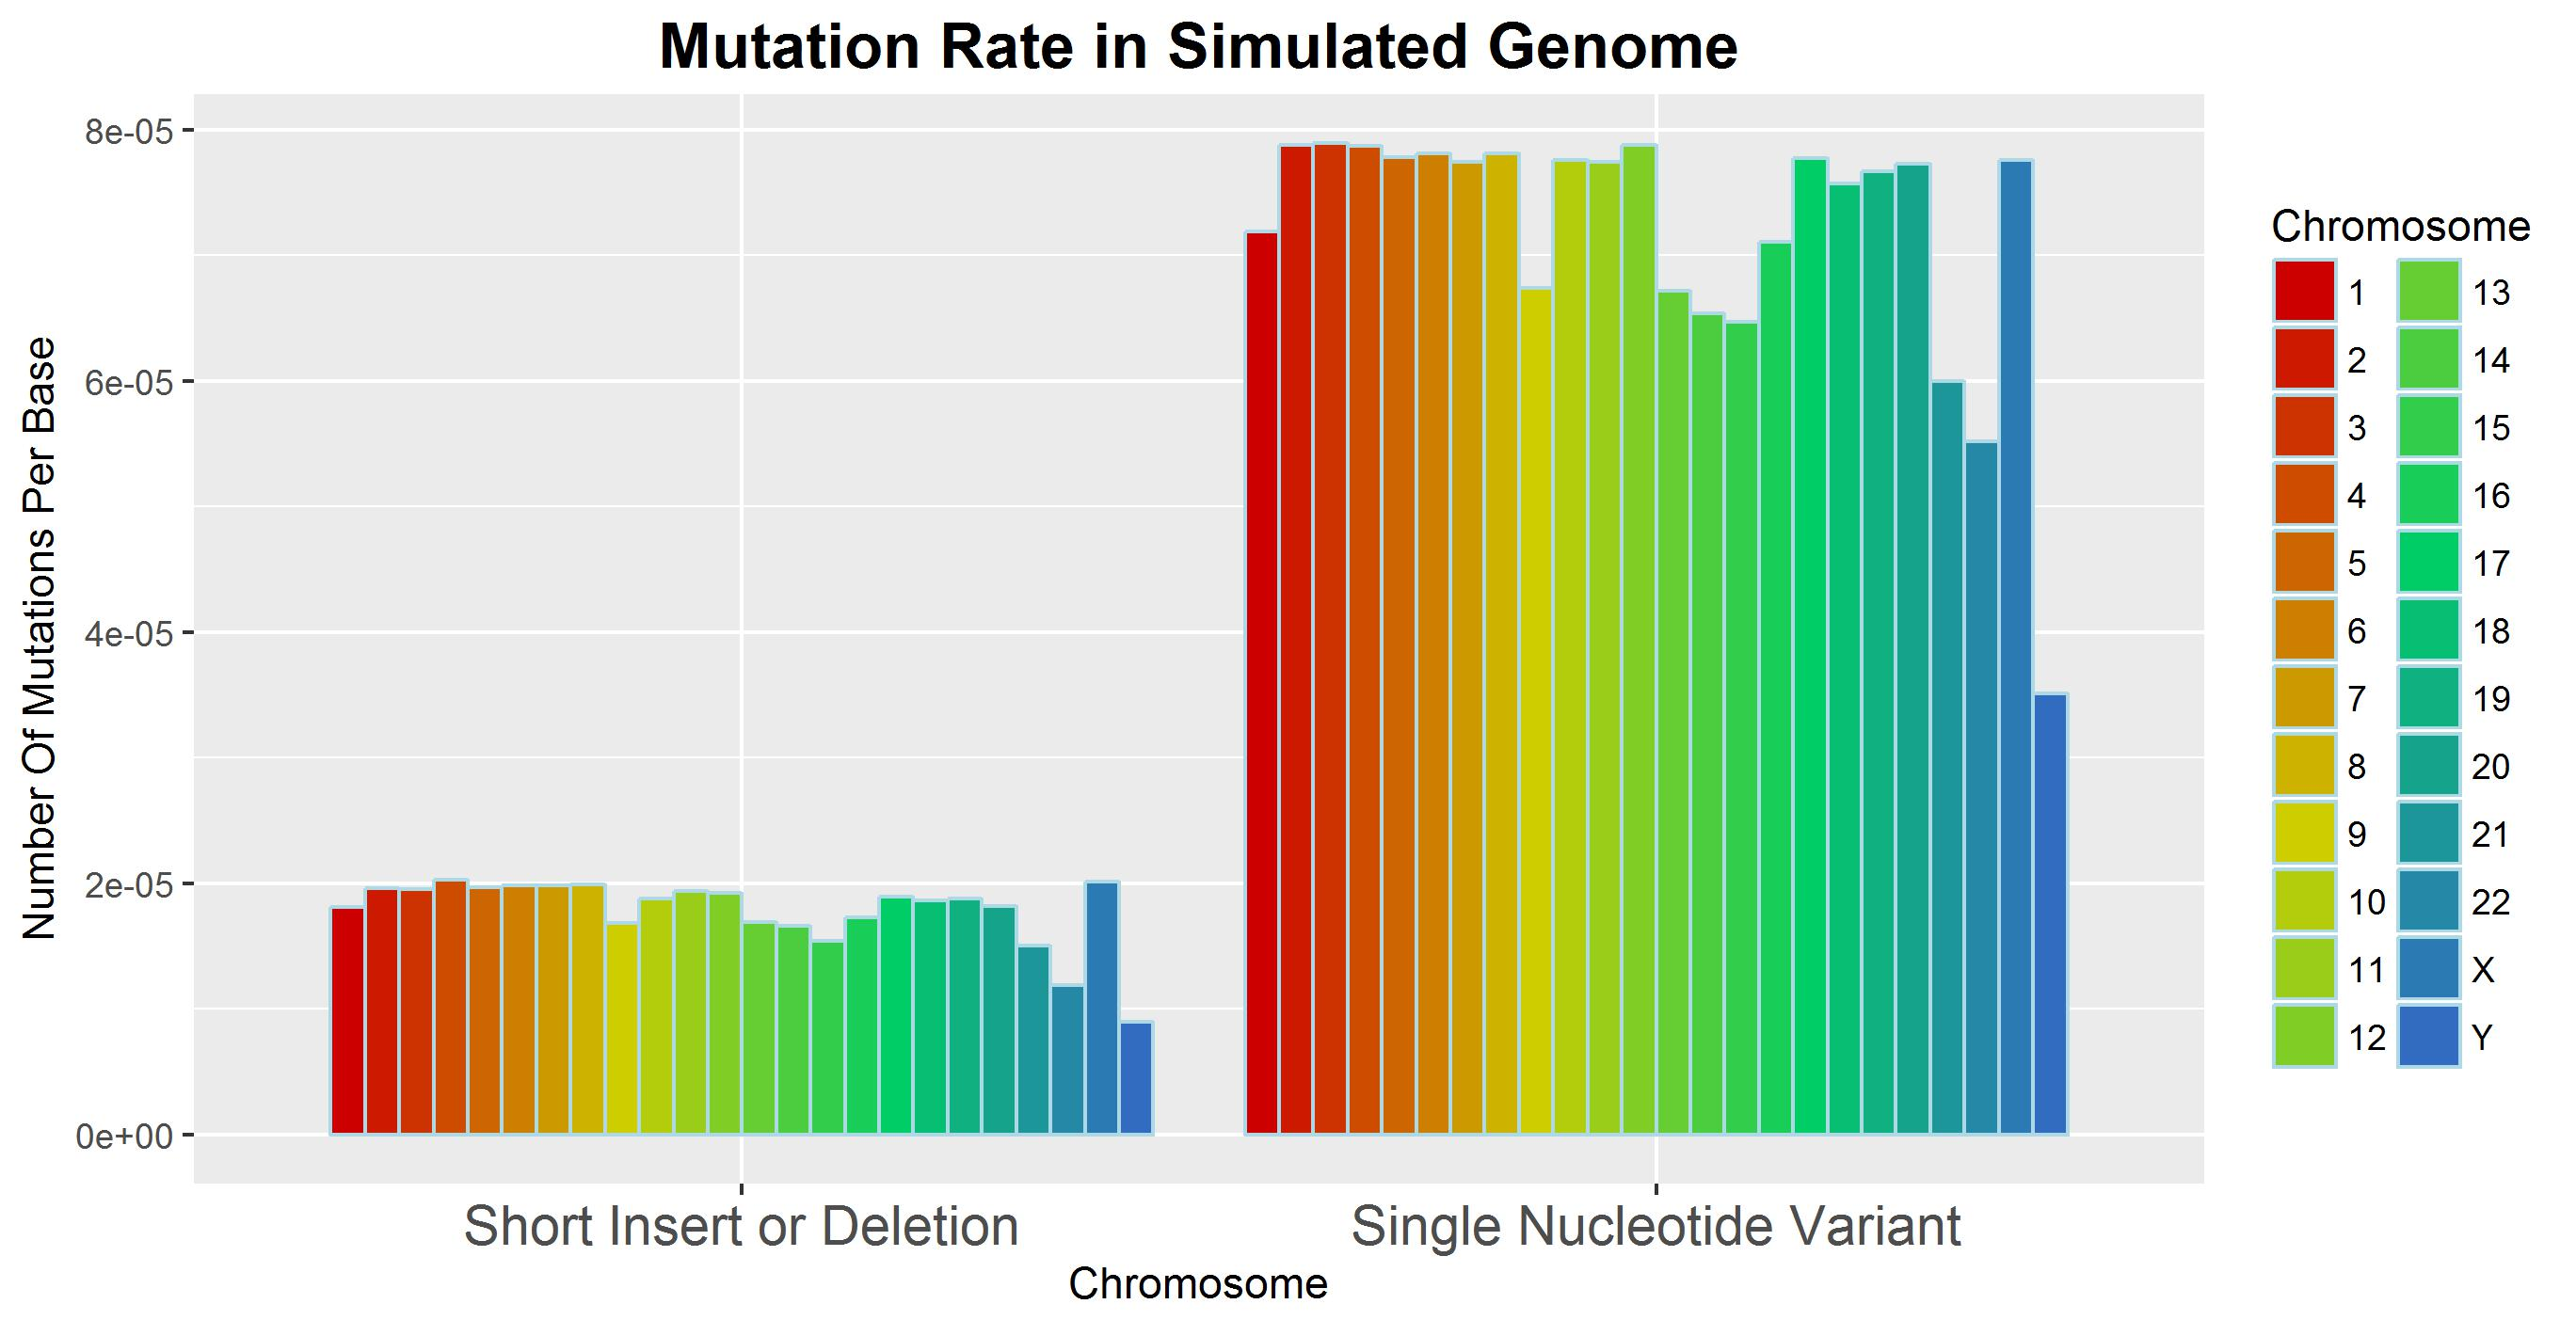 Mutation Rate in Simulated Genome
Number Of Mutations Per Base
8e-05
6e-05
4e-05
2e-05
0e+00
Short Insert or Deletion
Single Nucleotide Variant
Chromosome
Chromosome
1
2
3
4
5
6
7
8
9
10
11
12
13
14
15
16
17
18
19
20
21
22
X
Y